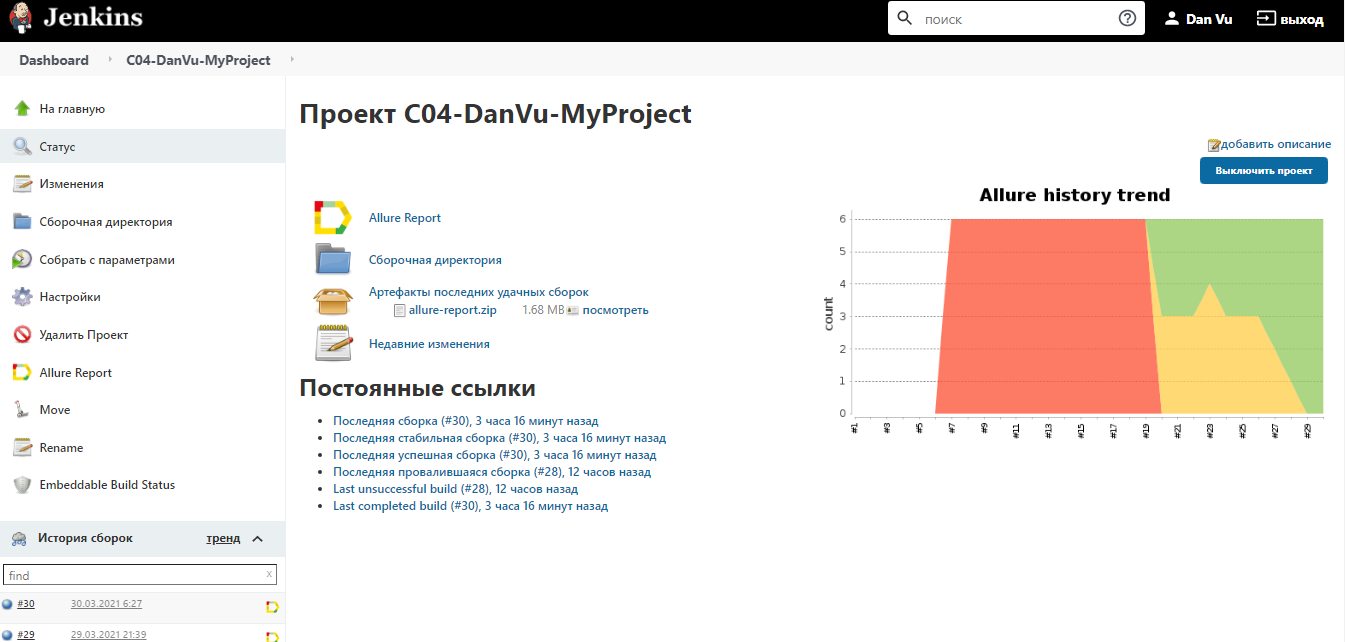 Jenkins
поиск
Dan Vu
выход
Dashboard
C04-DanVu-MyProject
На главную
Статус
Изменения
Сборочная директория
Собрать с параметрами
Настройки
Удалить Проект
Allure Report
Move
Rename
Embeddable Build Status
История сборок
тренд
find
x
#30 30.03.2021 6:27
#29 29.03.2021 21:39
Проект C04-DanVu-MyProject
добавить описание
Выключить проект
Allure Report
Сборочная директория
Артефакты последних удачных сборок
allure-report.zip 1.68 MB посмотреть
Недавние изменения
Постоянные ссылки
Последняя сборка (#30), 3 часа 16 минут назад
Последняя стабильная сборка (#30), 3 часа 16 минут назад
Последняя успешная сборка (#30), 3 часа 16 минут назад
Последняя провалившаяся сборка (#28), 12 часов назад
Last unsuccessful build (#28), 12 часов назад
Last completed build (#30), 3 часа 16 минут назад
Allure history trend
count
6
5
4
3
2
1
0
#1 #3 #5 #7 #9 #11 #13 #15 #17 #19 #21 #23 #25 #27 #29